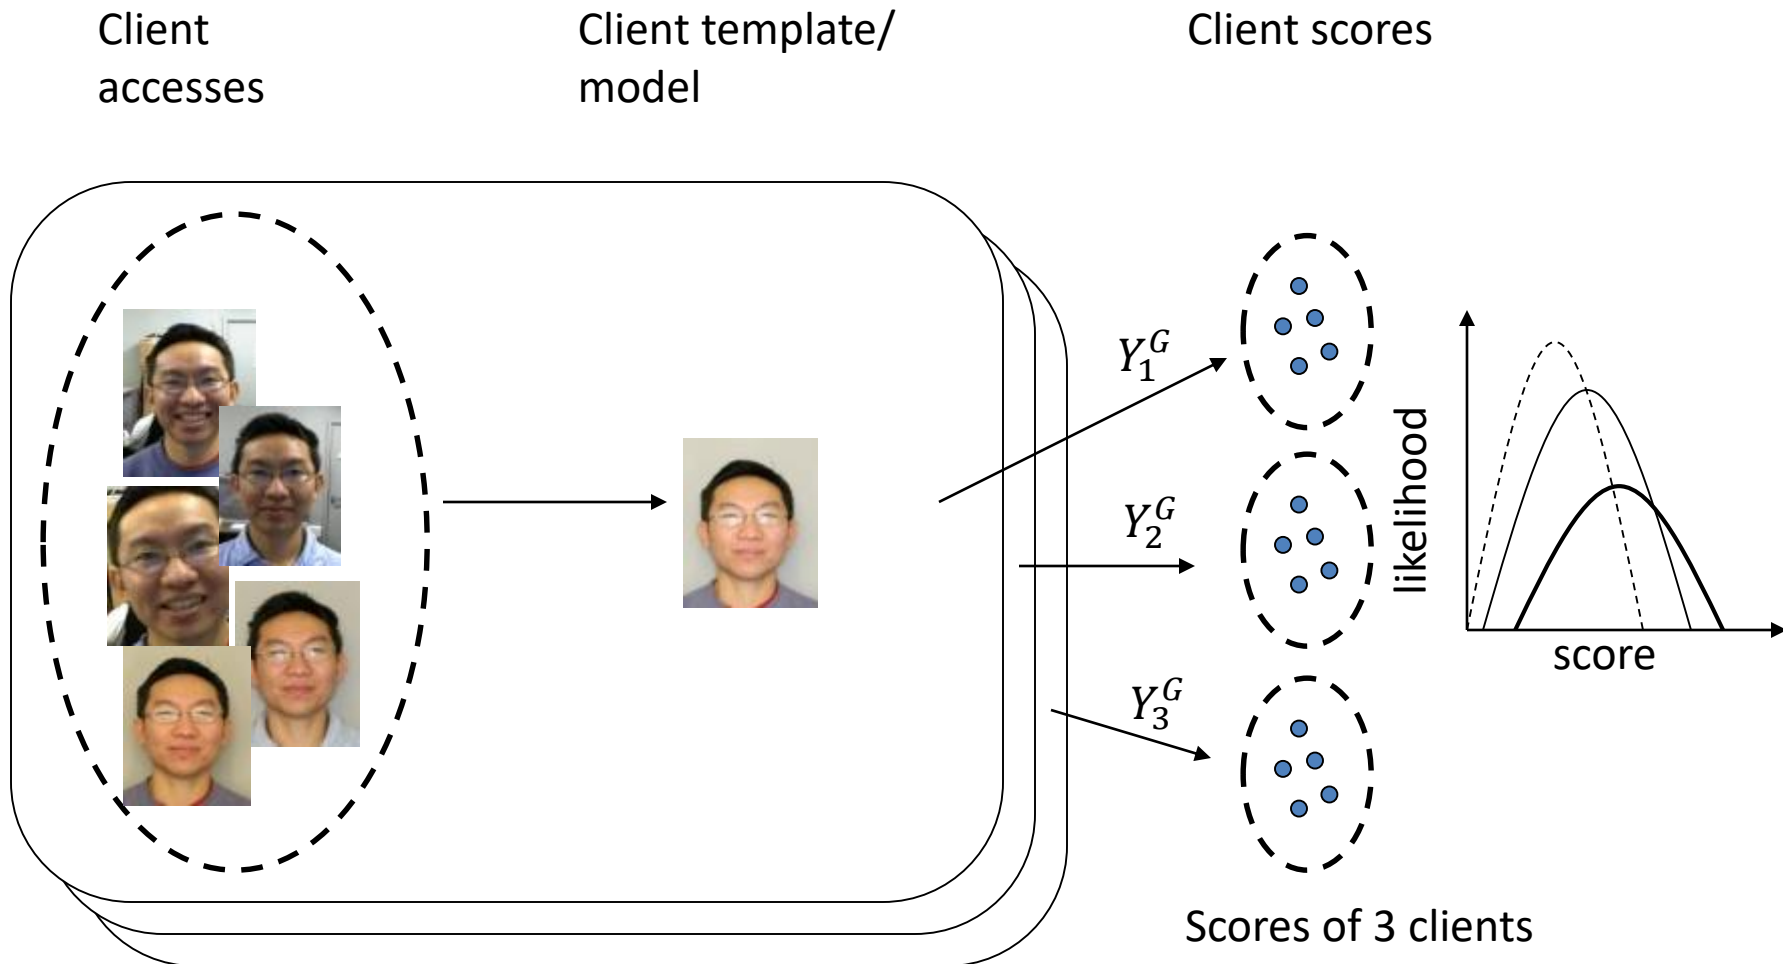 Client
accesses
Client template/
model
Client scores
Y_1^G
Y_2^G
Y_3^G
likelihood
score
Scores of 3 clients